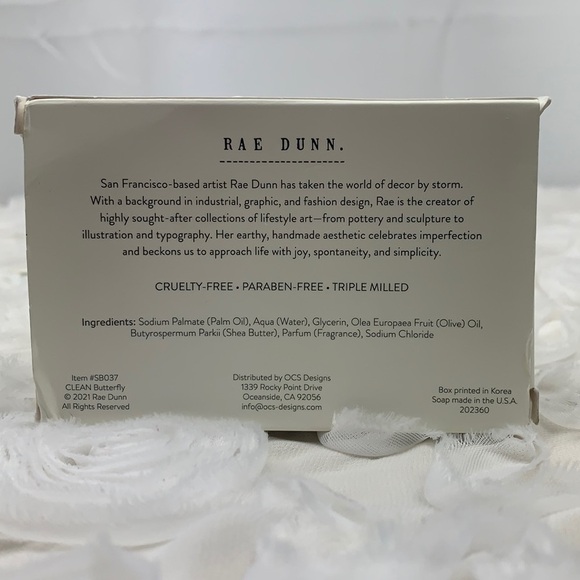 RAE DUNN.
San Francisco-based artist Rae Dunn has taken the world of decor by storm.
With a background in industrial, graphic, and fashion design, Rae is the creator of
highly sought-after collections of lifestyle art—from pottery and sculpture to
illustration and typography. Her earthy, handmade aesthetic celebrates imperfection
and beckons us to approach life with joy, spontaneity, and simplicity.
CRUELTY-FREE • PARABEN-FREE • TRIPLE MILLED
Ingredients: Sodium Palmate (Palm Oil), Aqua (Water), Glycerin, Olea Europaea Fruit (Olive) Oil,
Butyrospermum Parkii (Shea Butter), Parfum (Fragrance), Sodium Chloride
Item #SB037
CLEAN Butterfly
© 2021 Rae Dunn
All Rights Reserved
Distributed by OCS Designs
1339 Rocky Point Drive
Oceanside, CA 92056
info@ocs-designs.com
Box printed in Korea
Soap made in the U.S.A.
202360